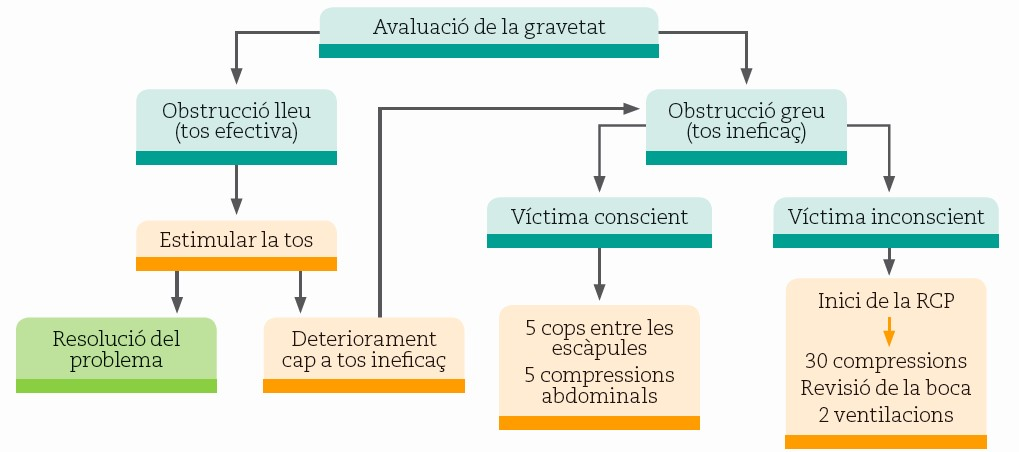 Avaluació de la gravetat
Obstrucció lleu
(tos efectiva)
Obstrucció greu
(tos ineficaç)
Estimular la tos
Víctima conscient
Víctima inconscient
Resolució del
problema
Deteriorament
cap a tos ineficaç
5 cops entre les
escàpules
5 compressions
abdominals
Inici de la RCP
30 compressions
Revisió de la boca
2 ventilacions